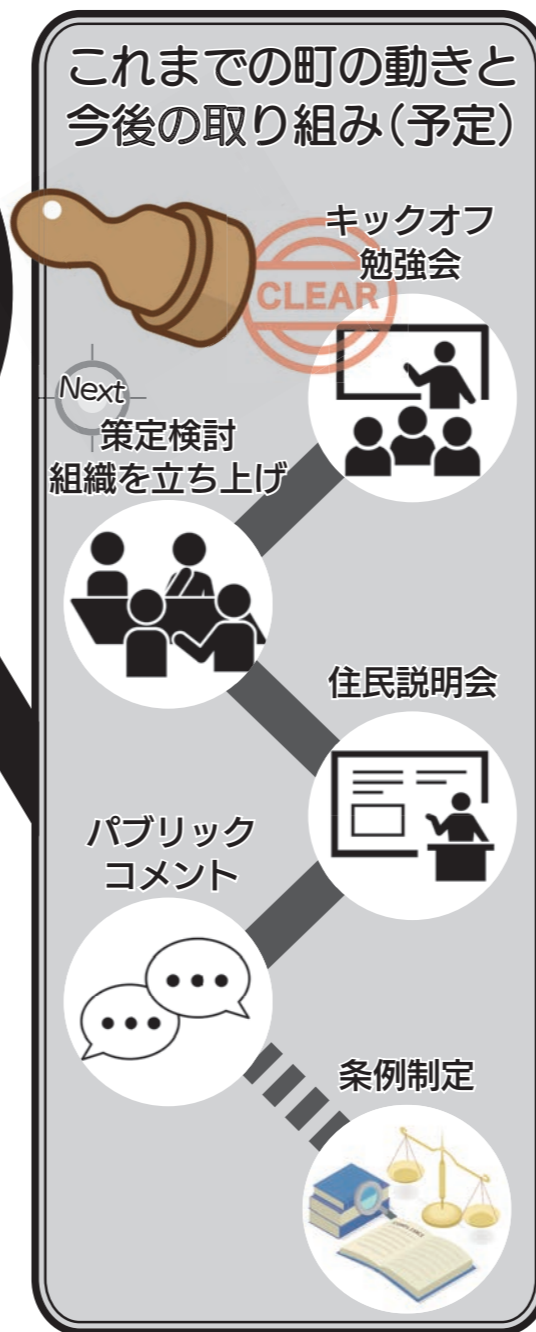 これまでの町の動きと
今後の取り組み（予定）
キックオフ
勉強会
CLEAR
Next
策定検討
組織を立ち上げ
住民説明会
パブリック
コメント
条例制定